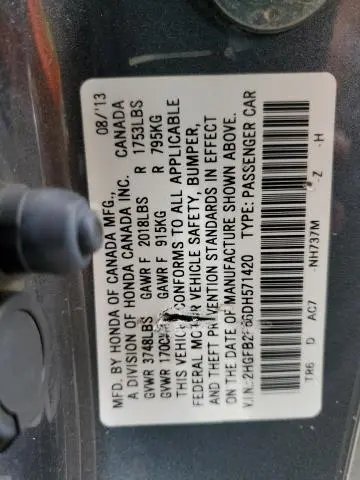 MFD. BY HONDA OF CANADA MFG., 08/'13
A DIVISION OF HONDA CANADA INC. CANADA
GVWR 3748LBS GAWR F 2018LBS R 1753LBS
GVWR 1700KG GAWR F 915KG R 795KG
THIS VEHICLE CONFORMS TO ALL APPLICABLE
FEDERAL MOTOR VEHICLE SAFETY, BUMPER,
AND THEFT PREVENTION STANDARDS IN EFFECT
ON THE DATE OF MANUFACTURE SHOWN ABOVE.
V.I.N.: TYPE: PASSENGER CAR
TR6 D AC7 NH737M Z -H